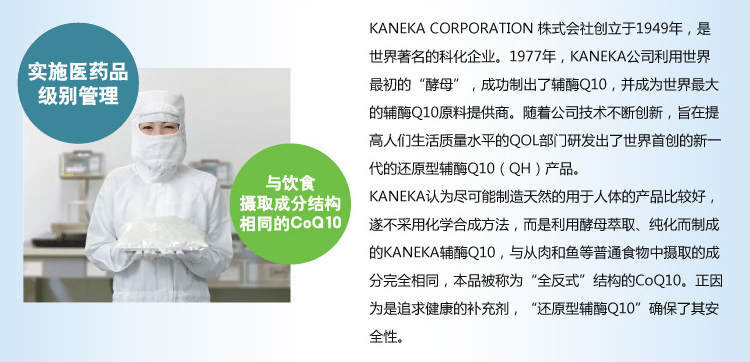 实施医药品
级别管理
与饮食
摄取成分结构
相同的CoQ10
KANEKA CORPORATION 株式会社创立于1949年，是
世界著名的科化企业。1977年，KANEKA公司利用世界
最初的“酵母”，成功制出了辅酶Q10，并成为世界最大
的辅酶Q10原料提供商。随着公司技术不断创新，旨在提
高人们生活质量水平的QOL部门研发出了世界首创的新一
代的还原型辅酶Q10（QH）产品。
KANEKA认为尽可能制造天然的用于人体的产品比较好，
遂不采用化学合成方法，而是利用酵母萃取、纯化而制成
的KANEKA辅酶Q10，与从肉和鱼等普通食物中摄取的成
分完全相同，本品被称为“全反式”结构的CoQ10。正因
为是追求健康的补充剂，“还原型辅酶Q10”确保了其安
全性。